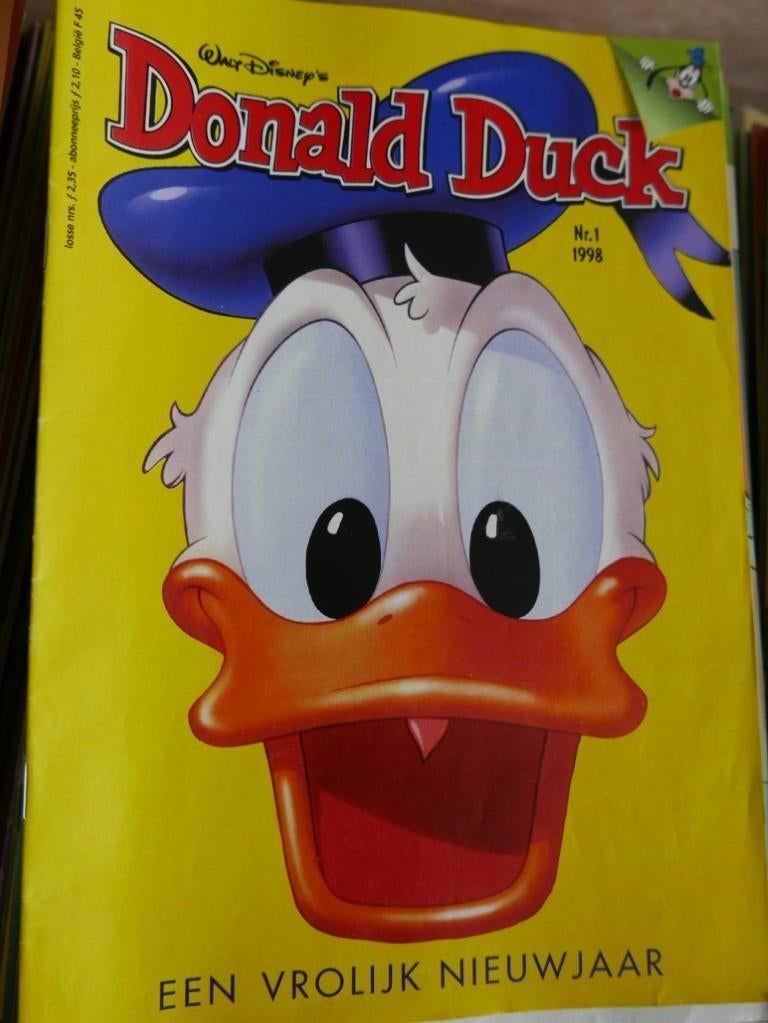 losse nrs. ƒ 2,35 - abonneeprijs ƒ 2,10 - België F 45
WALT DISNEY'S
Donald Duck
Nr.1
1998
EEN VROLIJK NIEUWJAAR